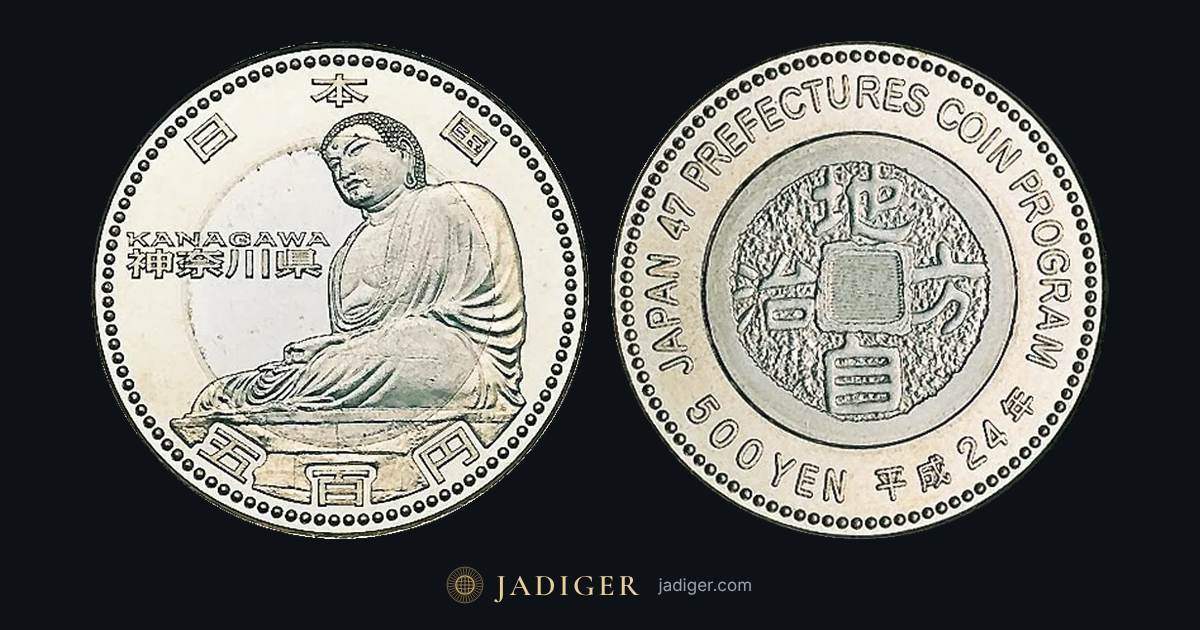 日本国
KANAGAWA
神奈川県
五百円
JAPAN 47 PREFECTURES COIN PROGRAM
地方自治
500 YEN 平成24年
JADIGER jadiger.com